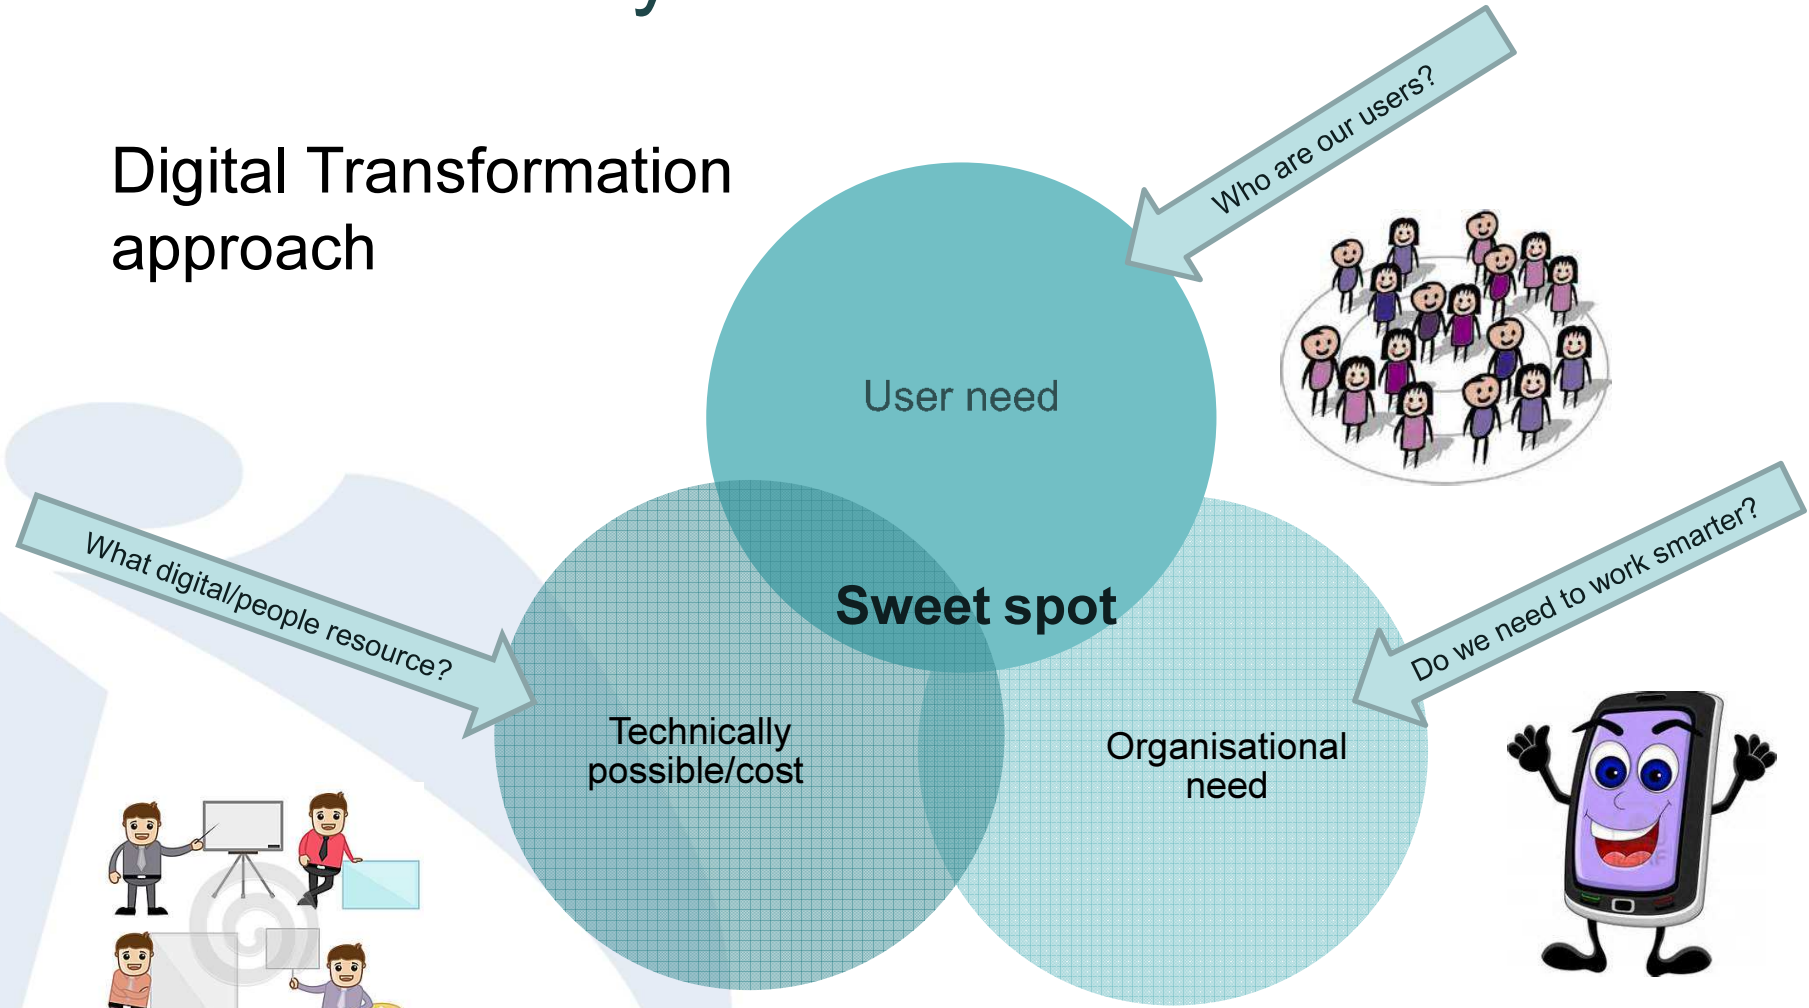 Digital Transformation
approach
Who are our users?
User need
What digital/people resource?
Sweet spot
Do we need to work smarter?
Technically
possible/cost
Organisational
need